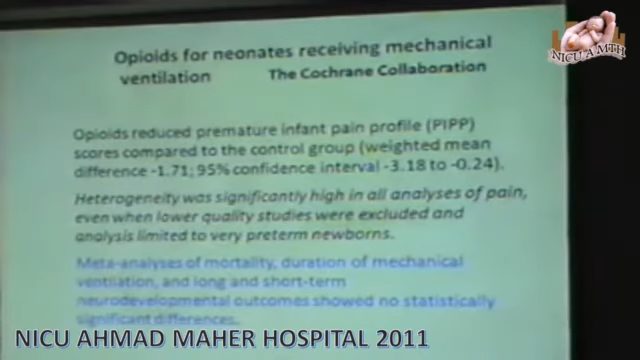 NICU A MTH
Opioids for neonates receiving mechanical
ventilation The Cochrane Collaboration
Opioids reduced premature infant pain profile (PIPP)
scores compared to the control group (weighted mean
difference -1.71; 95% confidence interval -3.18 to -0.24).
Heterogeneity was significantly high in all analyses of pain,
even when lower quality studies were excluded and
analysis limited to very preterm newborns.
Meta-analyses of mortality, duration of mechanical
ventilation, and long and short-term
neurodevelopmental outcomes showed no statistically
significant differences.
NICU AHMAD MAHER HOSPITAL 2011